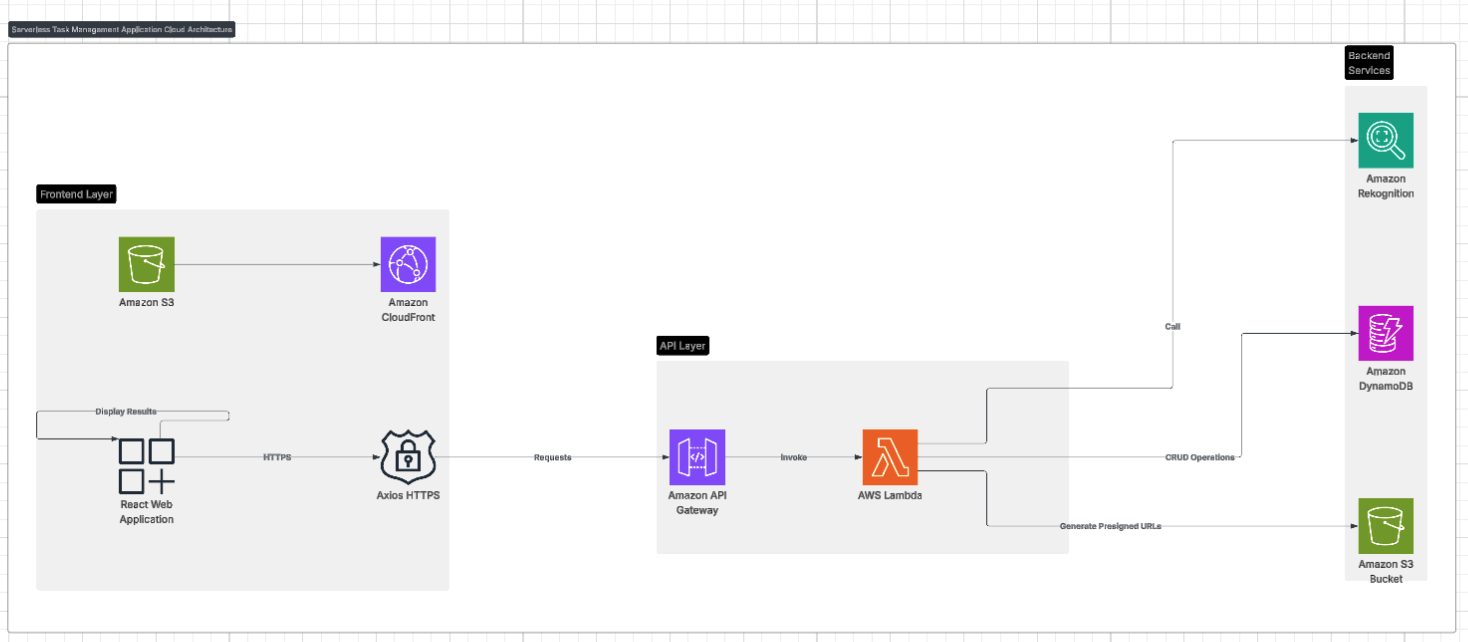 Serverless Task Management Application Cloud Architecture
Backend
Services
Amazon
Rekognition
Frontend Layer
Amazon S3
Amazon
CloudFront
Call
API Layer
Amazon
DynamoDB
Display Results
HTTPS
Requests
Invoke
CRUD Operations
React Web
Application
Axios HTTPS
Amazon API
Gateway
AWS Lambda
Generate Presigned URLs
Amazon S3
Bucket